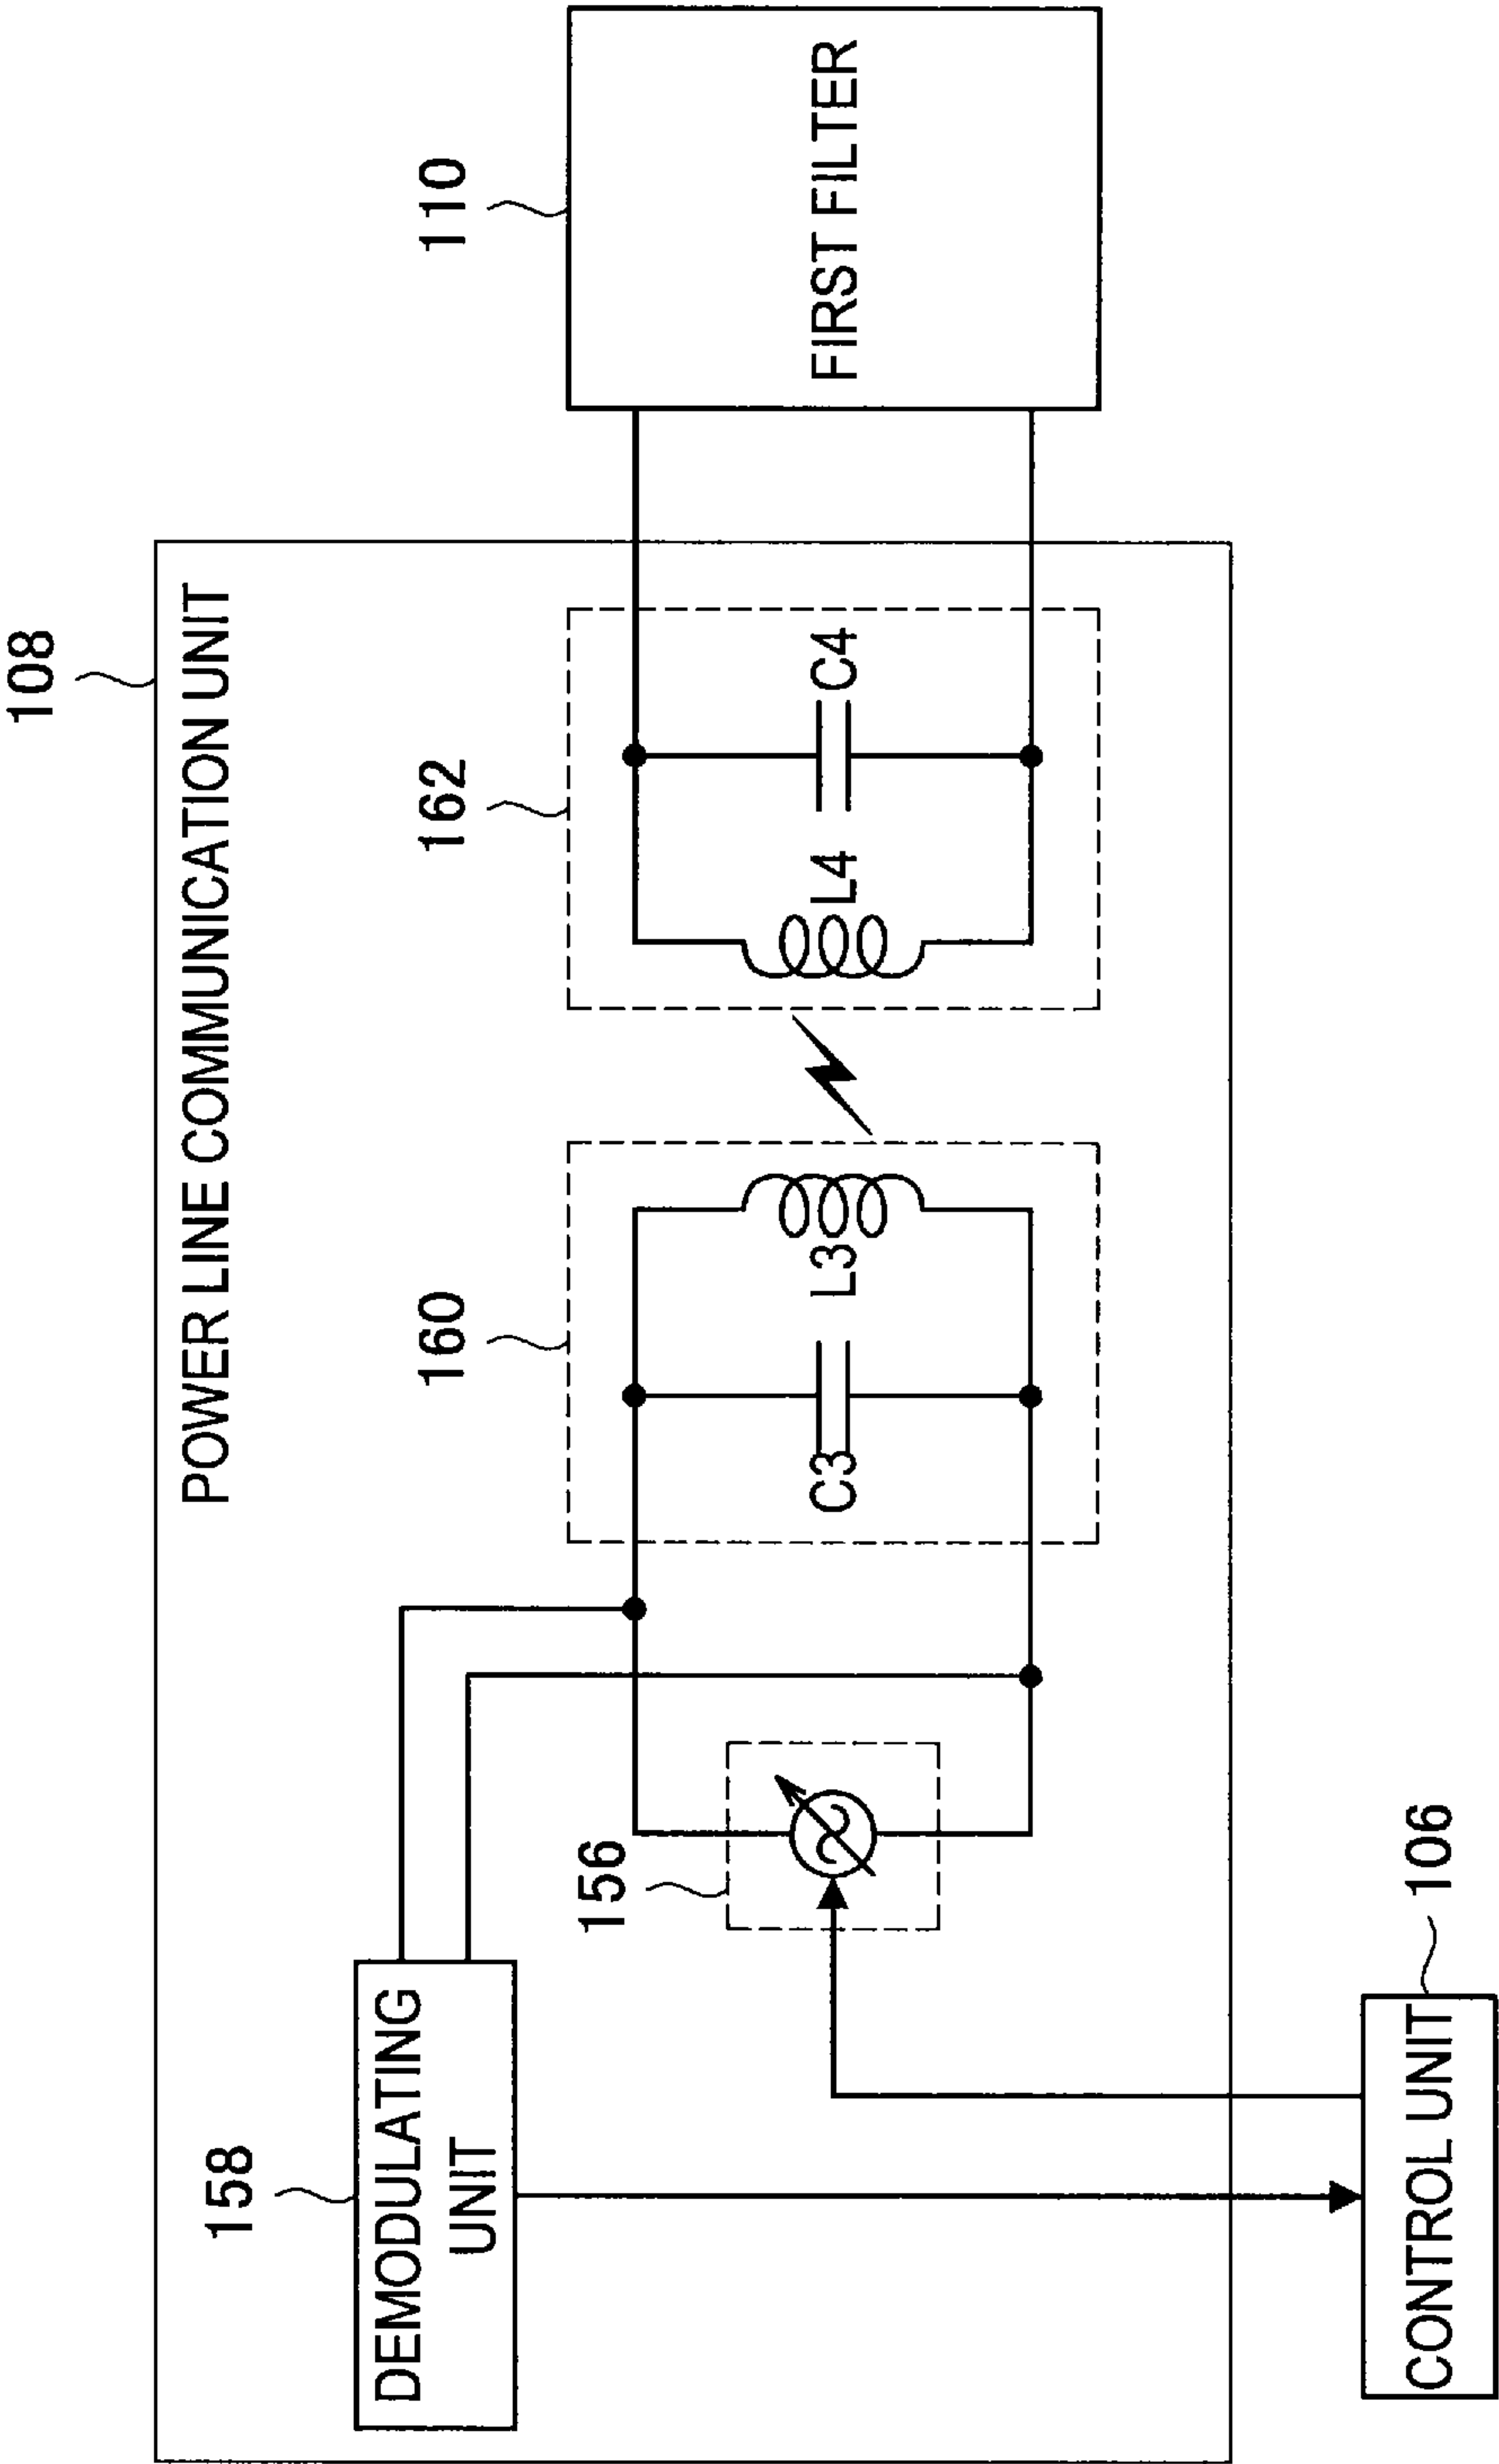 108
POWER LINE COMMUNICATION UNIT
158
DEMODULATING
UNIT
156
160
C3
L3
162
L4
C4
110
FIRST FILTER
106
CONTROL UNIT